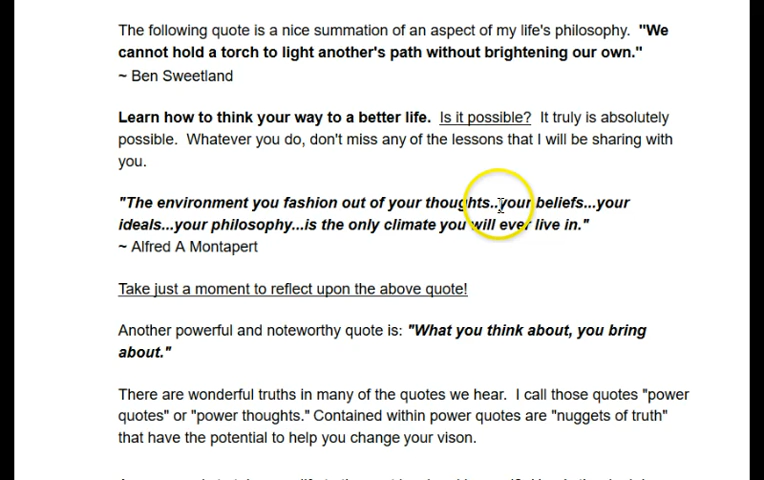 The following quote is a nice summation of an aspect of my life's philosophy.  "We
cannot hold a torch to light another's path without brightening our own."
~ Ben Sweetland
Learn how to think your way to a better life.  Is it possible?  It truly is absolutely
possible.  Whatever you do, don't miss any of the lessons that I will be sharing with
you.
"The environment you fashion out of your thoughts...your beliefs...your
ideals...your philosophy...is the only climate you will ever live in."
~ Alfred A Montapert
Take just a moment to reflect upon the above quote!
Another powerful and noteworthy quote is: "What you think about, you bring
about."
There are wonderful truths in many of the quotes we hear.  I call those quotes "power
quotes" or "power thoughts." Contained within power quotes are "nuggets of truth"
that have the potential to help you change your vison.